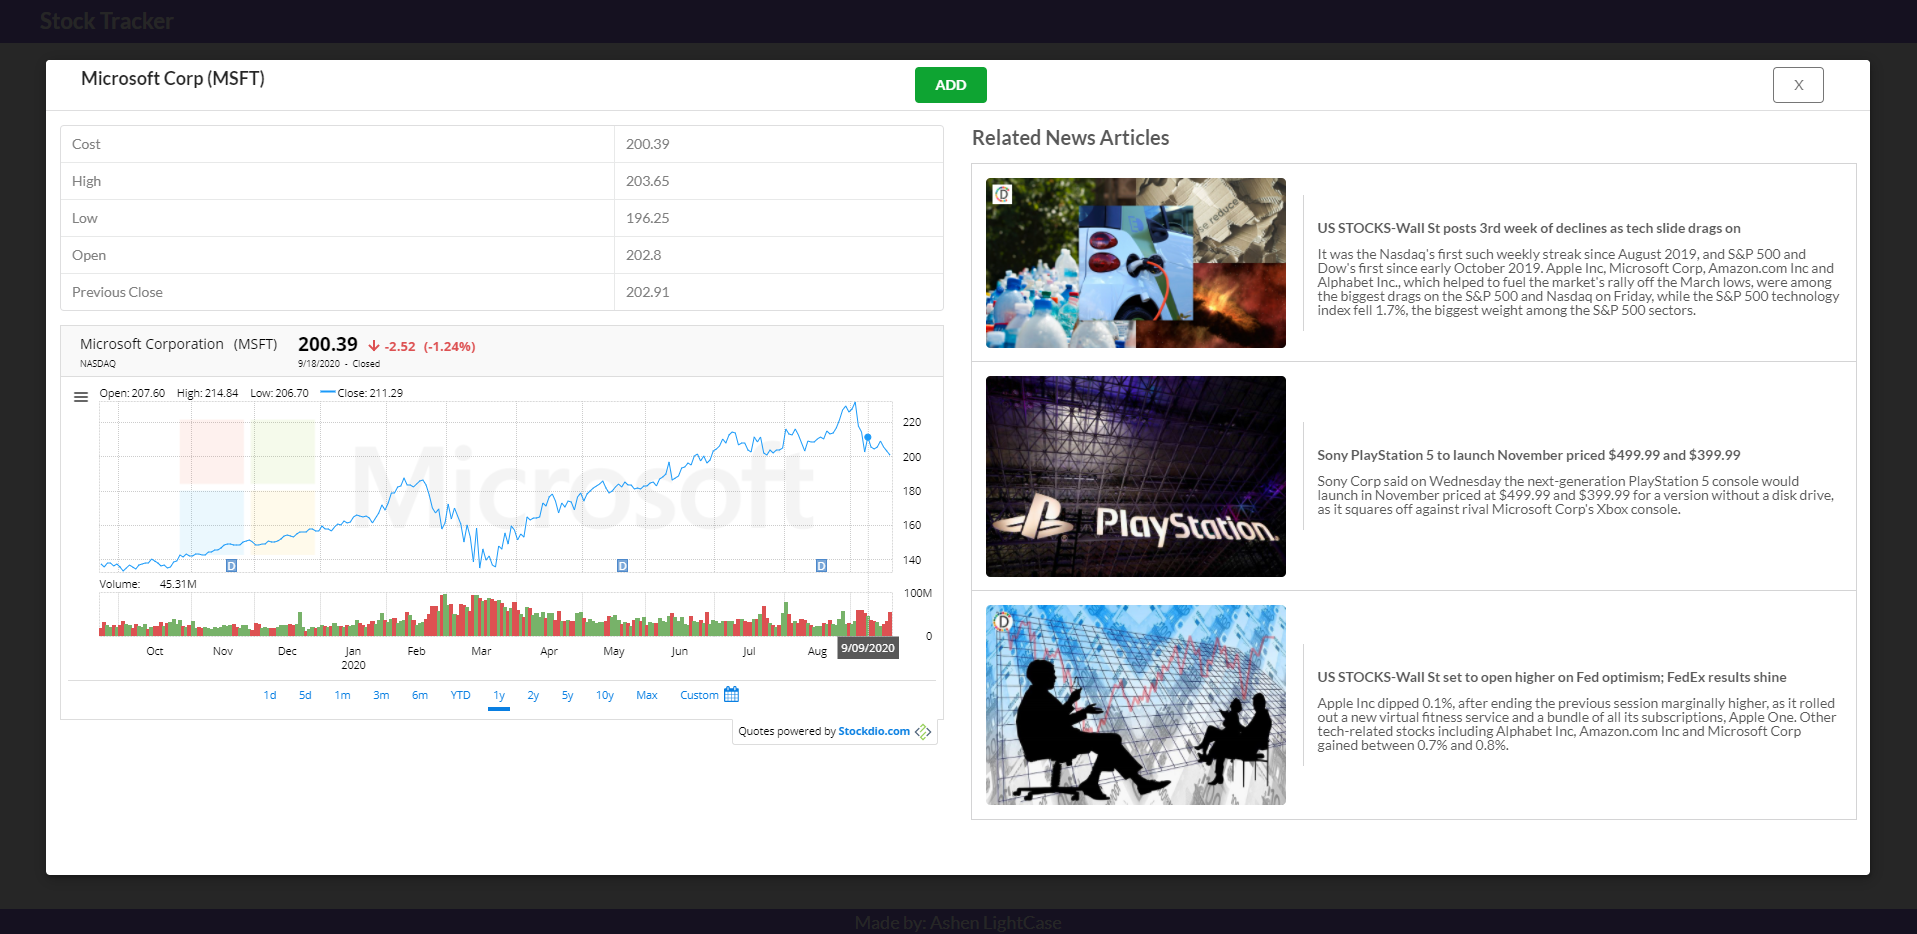 Stock Tracker
Microsoft Corp (MSFT)
ADD
X
Cost 200.39
High 203.65
Low 196.25
Open 202.8
Previous Close 202.91
Microsoft Corporation (MSFT) 200.39 -2.52 (-1.24%)
NASDAQ 9/18/2020 - Closed
Open: 207.60 High: 214.84 Low: 206.70 Close: 211.29
Microsoft
220
200
180
160
140
D D D
Volume: 45.31M
100M
0
Oct Nov Dec Jan Feb Mar Apr May Jun Jul Aug 9/09/2020
2020
1d 5d 1m 3m 6m YTD 1y 2y 5y 10y Max Custom
Quotes powered by Stockdio.com
Related News Articles
D
be reduce
US STOCKS-Wall St posts 3rd week of declines as tech slide drags on
It was the Nasdaq's first such weekly streak since August 2019, and S&P 500 and
Dow's first since early October 2019. Apple Inc, Microsoft Corp, Amazon.com Inc and
Alphabet Inc., which helped to fuel the market's rally off the March lows, were among
the biggest drags on the S&P 500 and Nasdaq on Friday, while the S&P 500 technology
index fell 1.7%, the biggest weight among the S&P 500 sectors.
PlayStation.
Sony PlayStation 5 to launch November priced $499.99 and $399.99
Sony Corp said on Wednesday the next-generation PlayStation 5 console would
launch in November priced at $499.99 and $399.99 for a version without a disk drive,
as it squares off against rival Microsoft Corp's Xbox console.
D
US STOCKS-Wall St set to open higher on Fed optimism; FedEx results shine
Apple Inc dipped 0.1%, after ending the previous session marginally higher, as it rolled
out a new virtual fitness service and a bundle of all its subscriptions, Apple One. Other
tech-related stocks including Alphabet Inc, Amazon.com Inc and Microsoft Corp
gained between 0.7% and 0.8%.
Made by: Ashen LightCase